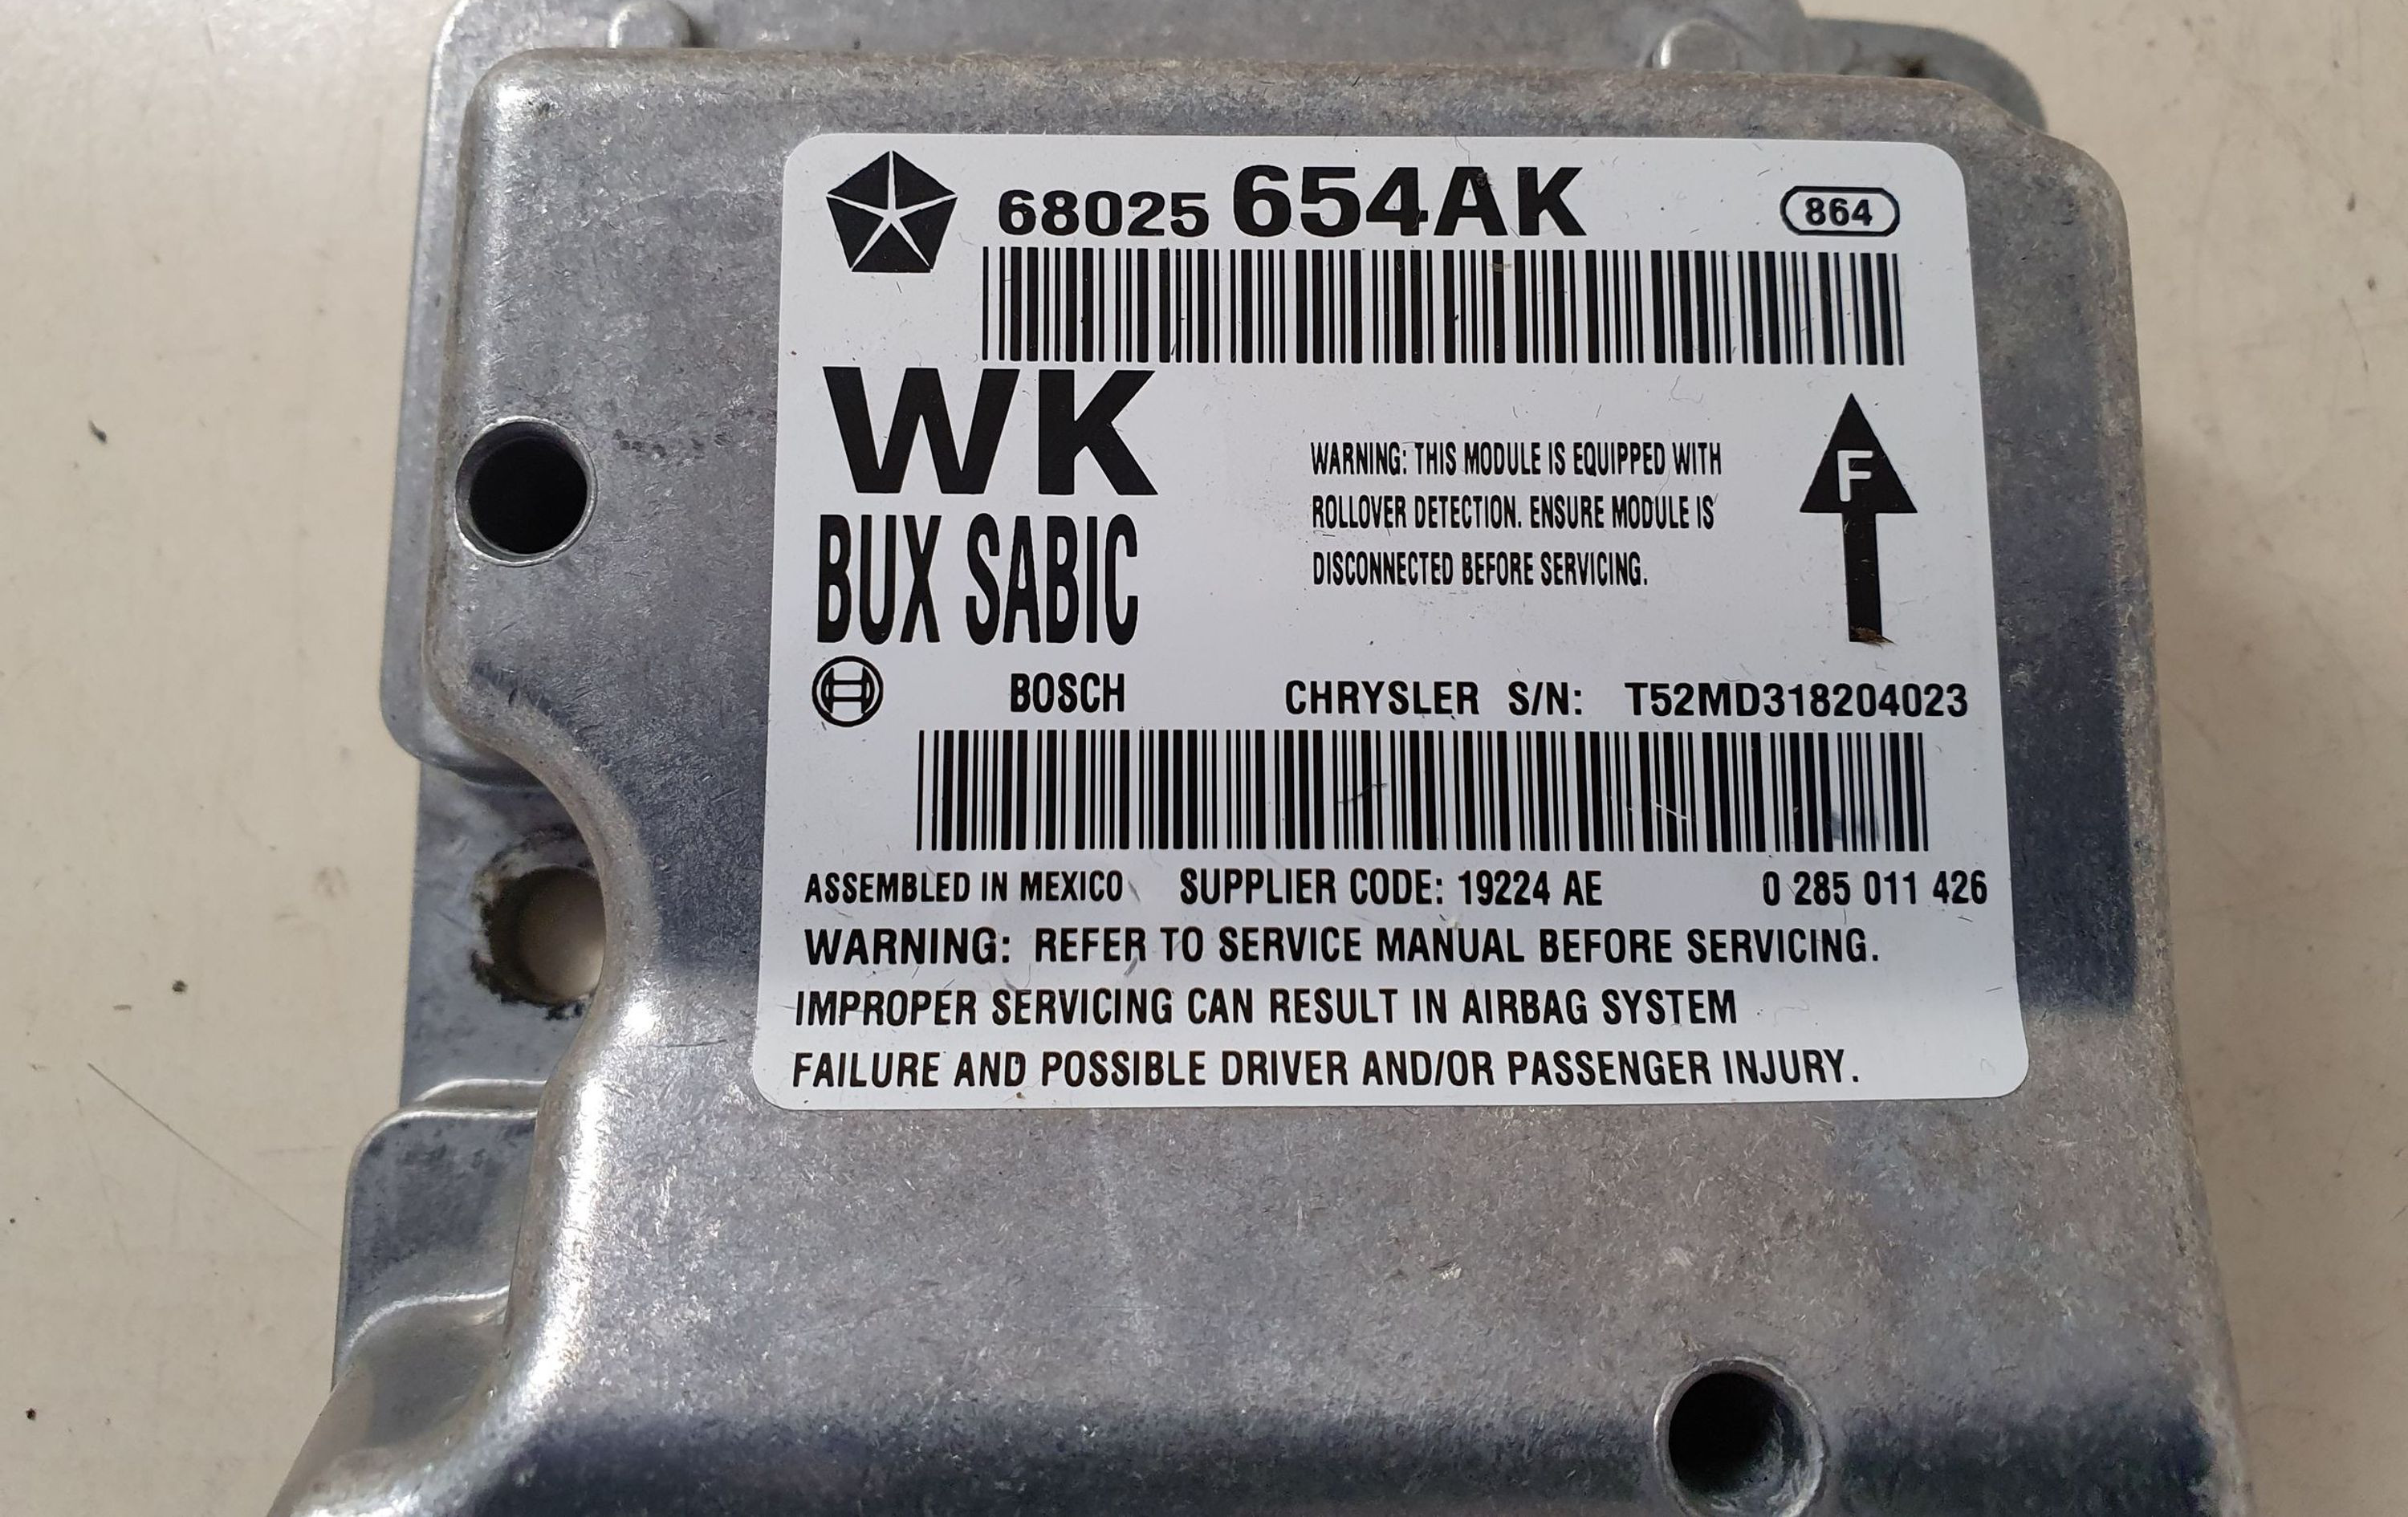 68025 654AK 864
WK
BUX SABIC
WARNING: THIS MODULE IS EQUIPPED WITH
ROLLOVER DETECTION. ENSURE MODULE IS
DISCONNECTED BEFORE SERVICING.
F
BOSCH CHRYSLER S/N: T52MD318204023
ASSEMBLED IN MEXICO SUPPLIER CODE: 19224 AE 0 285 011 426
WARNING: REFER TO SERVICE MANUAL BEFORE SERVICING.
IMPROPER SERVICING CAN RESULT IN AIRBAG SYSTEM
FAILURE AND POSSIBLE DRIVER AND/OR PASSENGER INJURY.